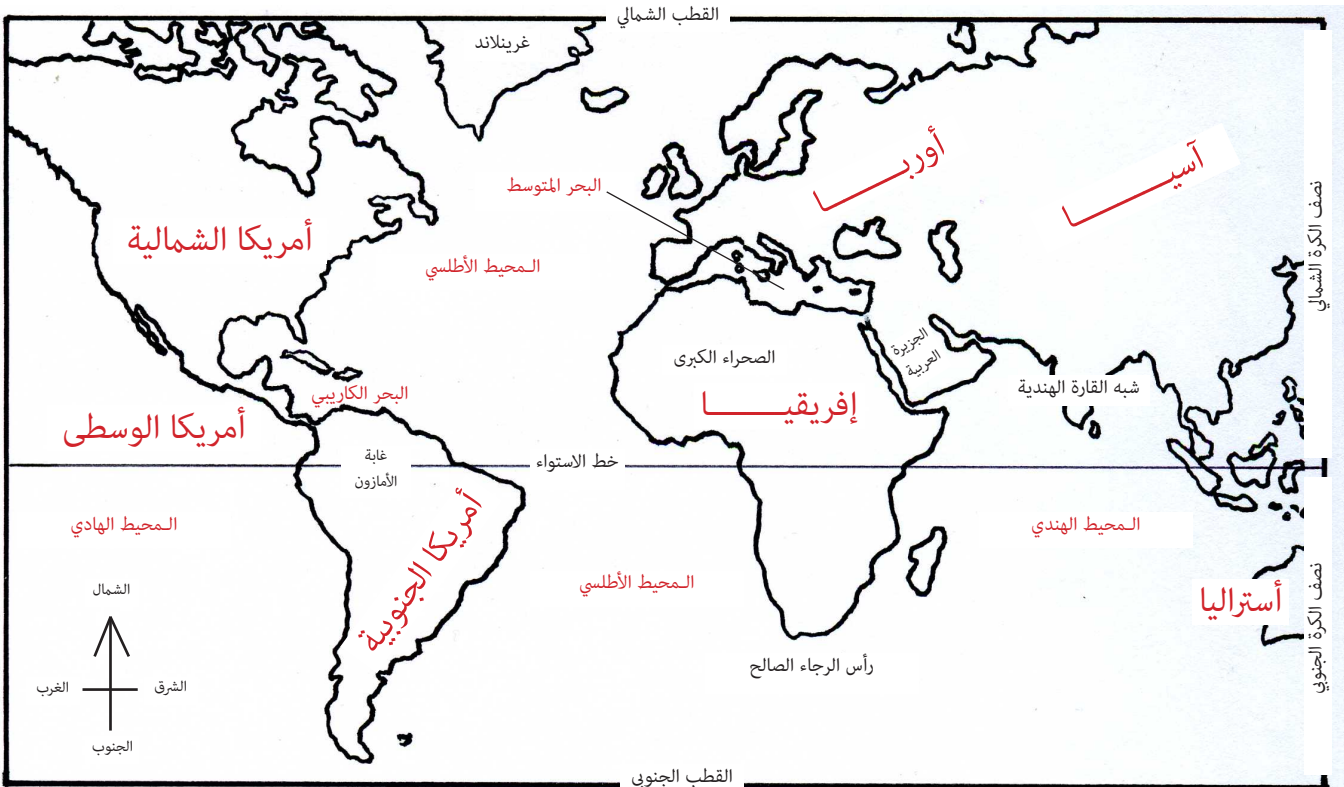 القطب الشمالي
غرينلاند
أوربـــــا
آسيـــــا
البحر المتوسط
نصف الكرة الشمالي
أمريكا الشمالية
الـمحيط الأطلسي
الصحراء الكبرى
الجزيرة
العربية
شبه القارة الهندية
البحر الكاريبي
إفريقيـــــا
أمريكا الوسطى
غابة
الأمازون
خط الاستواء
أمريكا الجنوبية
الـمحيط الهادي
الـمحيط الهندي
الـمحيط الأطلسي
أستراليا
نصف الكرة الجنوبي
الشمال
الشرق
الغرب
الجنوب
رأس الرجاء الصالح
القطب الجنوبي